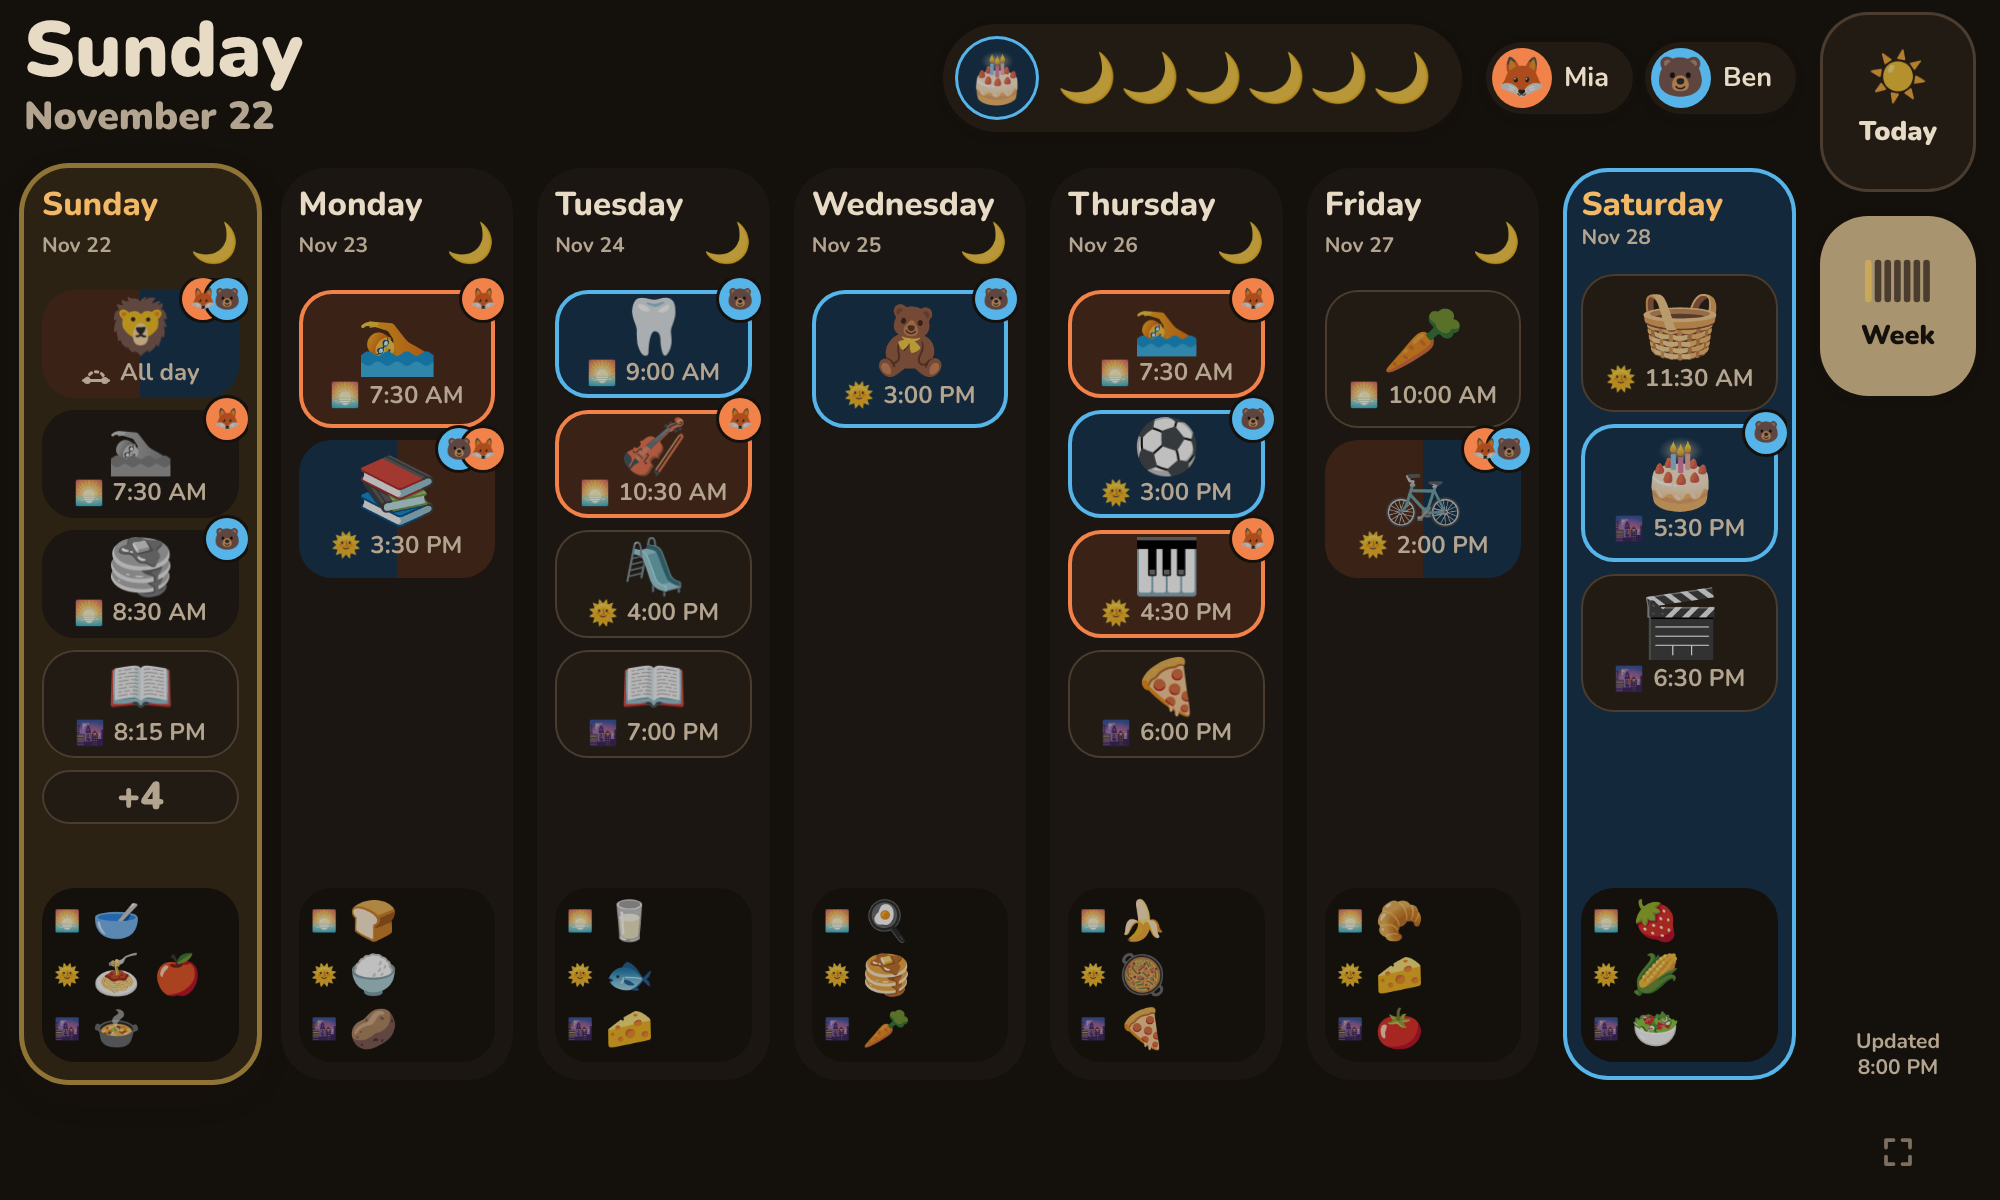 Sunday
November 22
Mia
Ben
Today
Week
Sunday
Nov 22
All day
7:30 AM
8:30 AM
8:15 PM
+4
Monday
Nov 23
7:30 AM
3:30 PM
Tuesday
Nov 24
9:00 AM
10:30 AM
4:00 PM
7:00 PM
Wednesday
Nov 25
3:00 PM
Thursday
Nov 26
7:30 AM
3:00 PM
4:30 PM
6:00 PM
Friday
Nov 27
10:00 AM
2:00 PM
Saturday
Nov 28
11:30 AM
5:30 PM
6:30 PM
Updated
8:00 PM